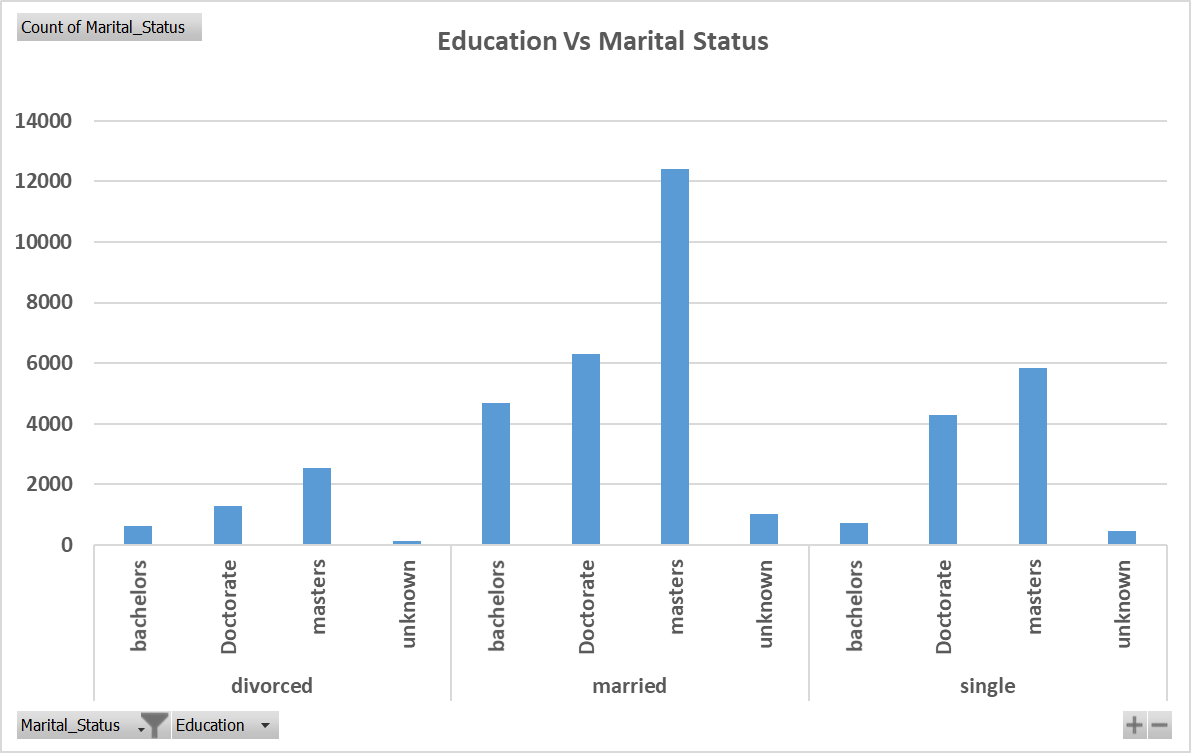 Count of Marital_Status
Education Vs Marital Status
14000
12000
10000
8000
6000
4000
2000
0
bachelors
Doctorate
masters
unknown
bachelors
Doctorate
masters
unknown
bachelors
Doctorate
masters
unknown
divorced married single
Marital_Status Education